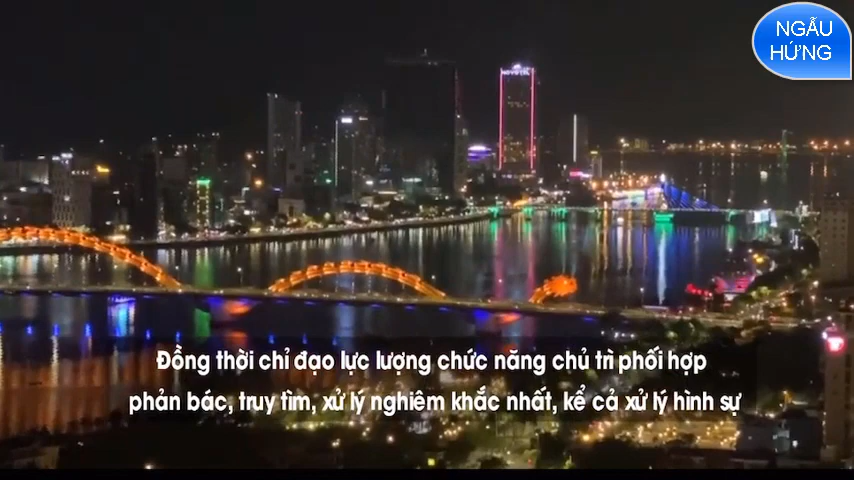 NGẪU
HỨNG
NOVOTEL
Đồng thời chỉ đạo lực lượng chức năng chủ trì phối hợp
phản bác, truy tìm, xử lý nghiêm khắc nhất, kể cả xử lý hình sự